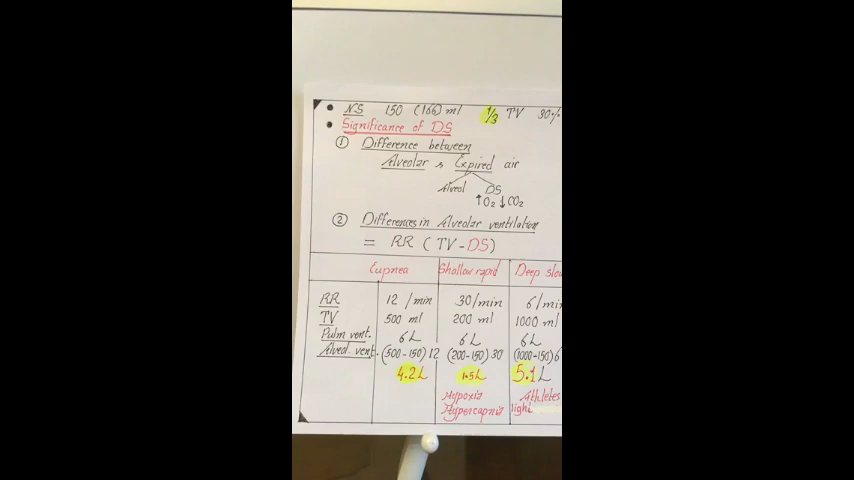 • NS 150 (166) ml 1/3 TV 30%
• Significance of DS
① Difference between
Alveolar & Expired air
Alveol DS
↑O2 ↓CO2
② Differences in Alveolar ventilation
= RR (TV-DS)
Eupnea Shallow rapid Deep slow
RR 12/min 30/min 6/min
TV 500 ml 200 ml 1000 ml
Pulm vent. 6L 6L 6L
Alveol. vent. (500-150)12 (200-150)30 (1000-150)6
4.2L 1.5L 5.1L
Hypoxia Athletes
Hypercapnia light